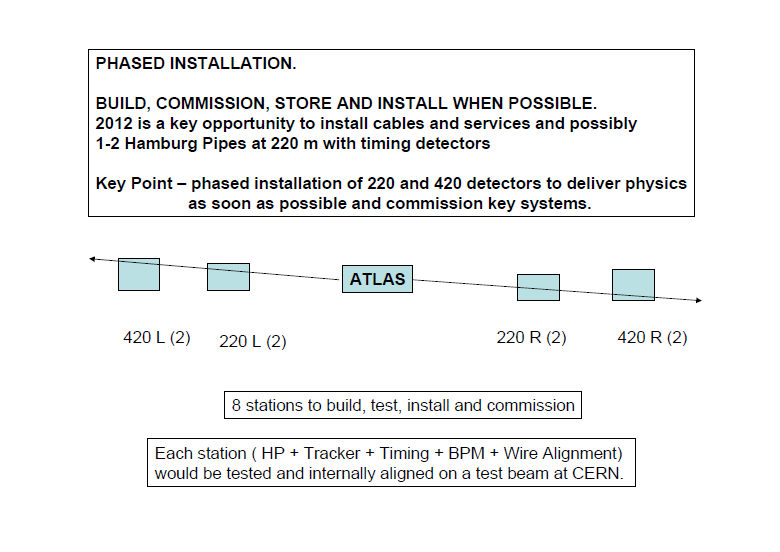 PHASED INSTALLATION.
BUILD, COMMISSION, STORE AND INSTALL WHEN POSSIBLE.
2012 is a key opportunity to install cables and services and possibly
1-2 Hamburg Pipes at 220 m with timing detectors
Key Point – phased installation of 220 and 420 detectors to deliver physics
as soon as possible and commission key systems.
ATLAS
420 L (2)
220 L (2)
220 R (2)
420 R (2)
8 stations to build, test, install and commission
Each station ( HP + Tracker + Timing + BPM + Wire Alignment)
would be tested and internally aligned on a test beam at CERN.